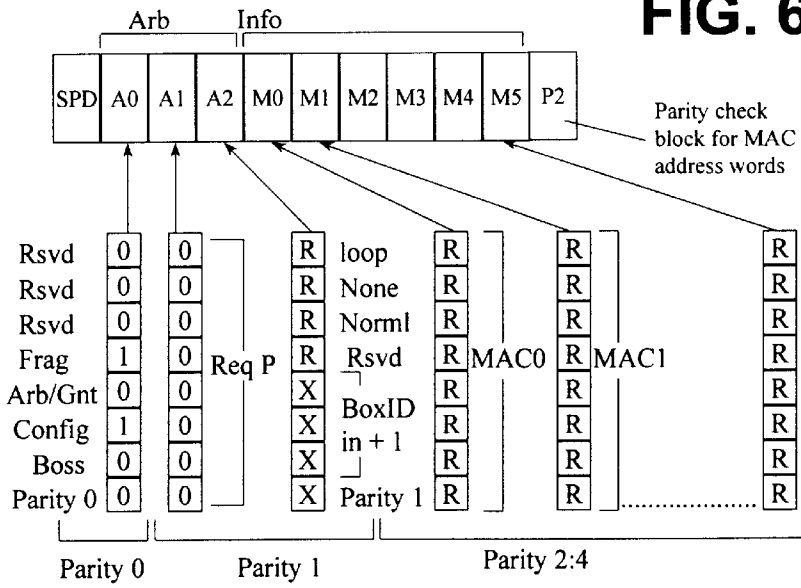 FIG. 6
Arb Info
SPD A0 A1 A2 M0 M1 M2 M3 M4 M5 P2
Parity check
block for MAC
address words
Rsvd 0 0 R loop R R R
Rsvd 0 0 R None R R R
Rsvd 0 0 R Norml R R R
Frag 1 0 Req P R Rsvd R MAC0 R MAC1 R
Arb/Gnt 0 0 X R R R
Config 1 0 X BoxID R R R
Boss 0 0 X in + 1 R R R
Parity 0 0 0 X Parity 1 R R R
Parity 0 Parity 1 Parity 2:4